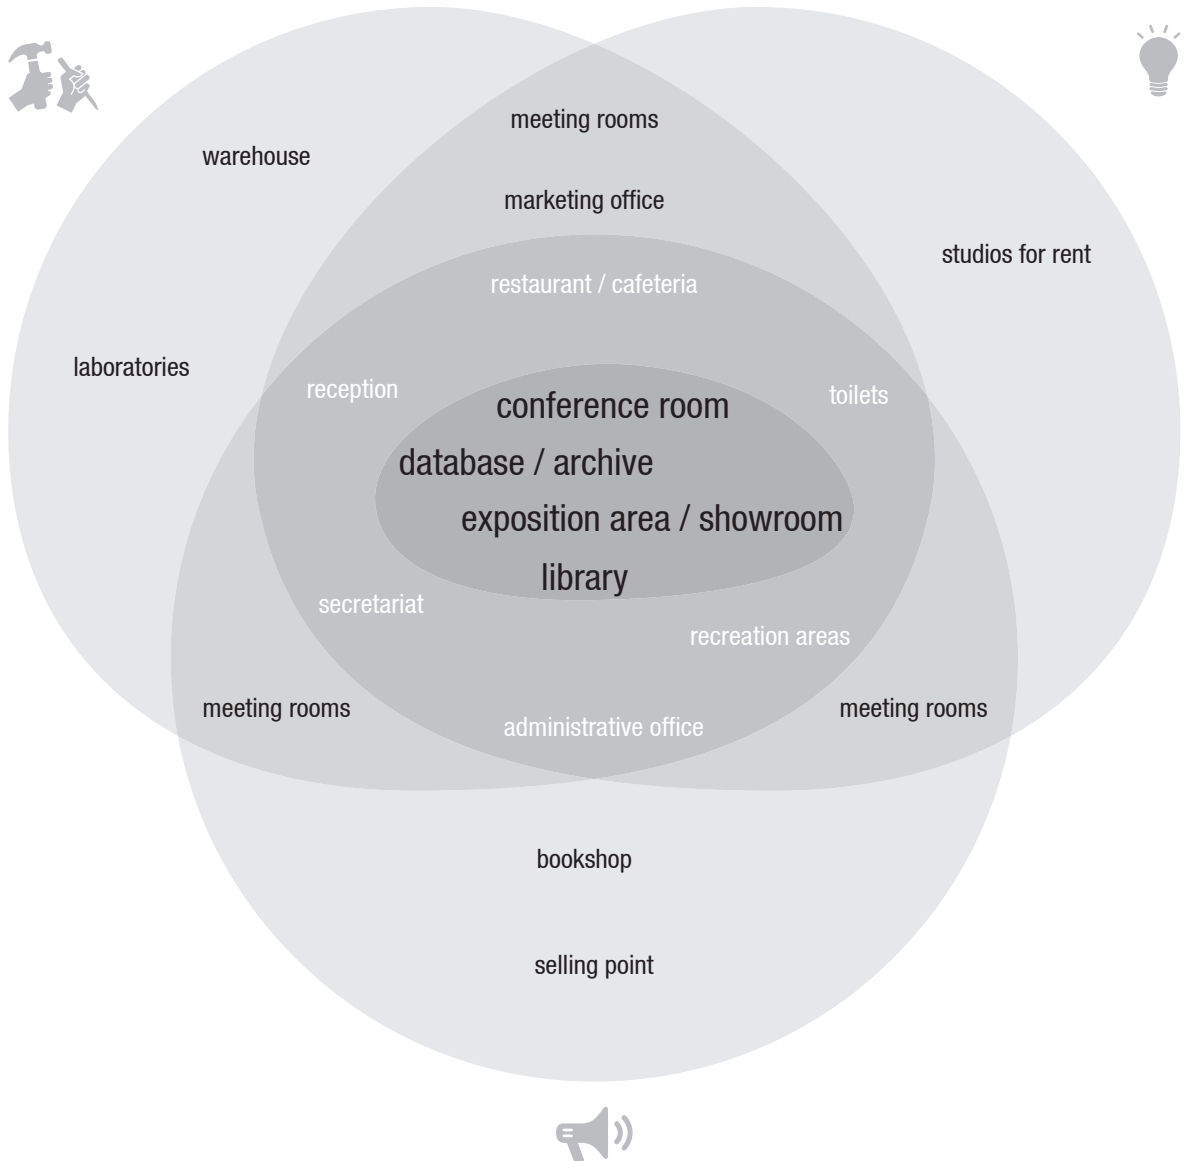 meeting rooms
warehouse
marketing office
studios for rent
restaurant / cafeteria
laboratories
reception
toilets
conference room
database / archive
exposition area / showroom
library
secretariat
recreation areas
meeting rooms
meeting rooms
administrative office
bookshop
selling point